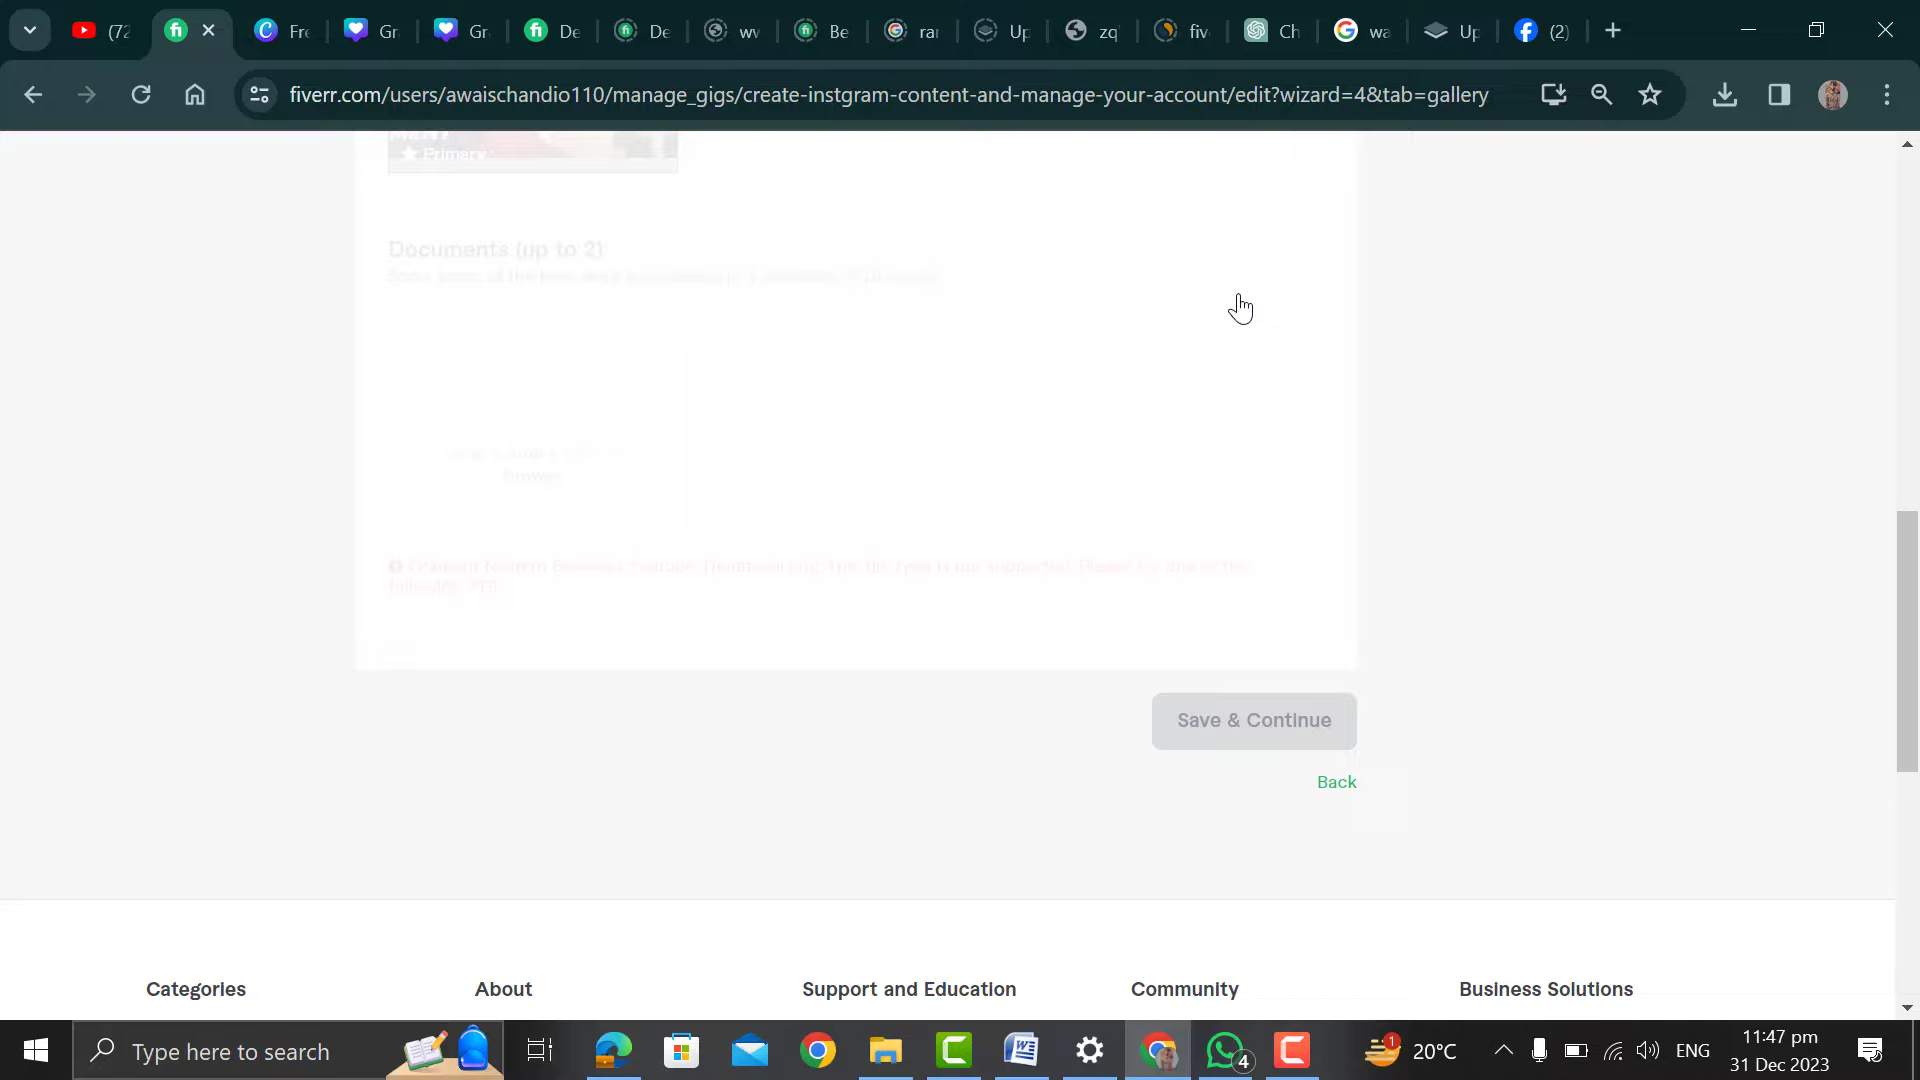 (72
Fre
Gr
Gr
De
De
wv
Be
rar
Up
zq
fiv
Ch
wa
Up
(2)
fiverr.com/users/awaischandio110/manage_gigs/create-instgram-content-and-manage-your-account/edit?wizard=4&tab=gallery
Primary
Documents (up to 2)
Save & Continue
Back
Categories
About
Support and Education
Community
Business Solutions
Type here to search
4
1
20°C
ENG
11:47 pm
31 Dec 2023